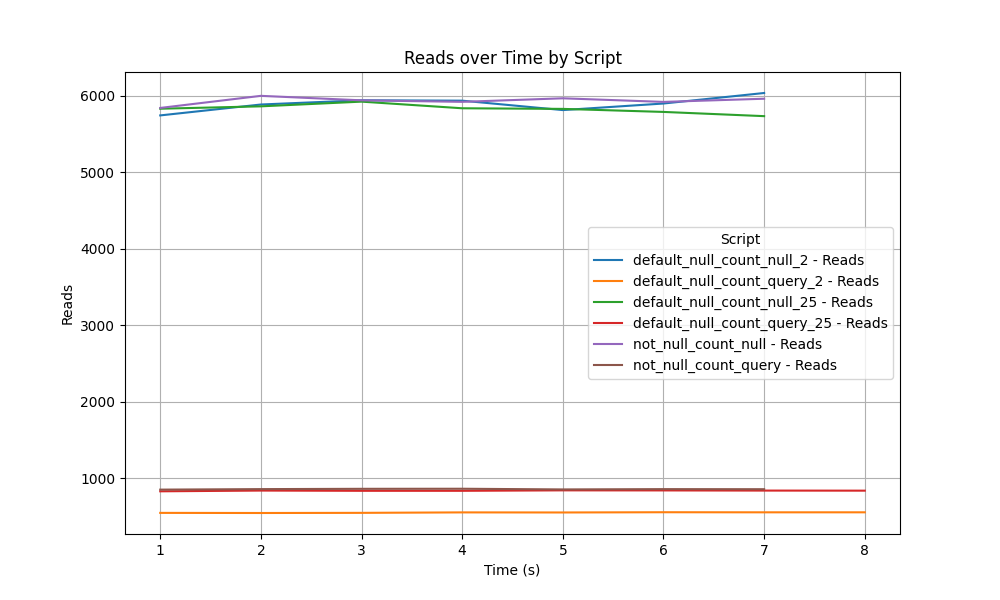 Reads over Time by Script
6000
5000
4000
3000
2000
1000
Reads
Script
default_null_count_null_2 - Reads
default_null_count_query_2 - Reads
default_null_count_null_25 - Reads
default_null_count_query_25 - Reads
not_null_count_null - Reads
not_null_count_query - Reads
1 2 3 4 5 6 7 8
Time (s)